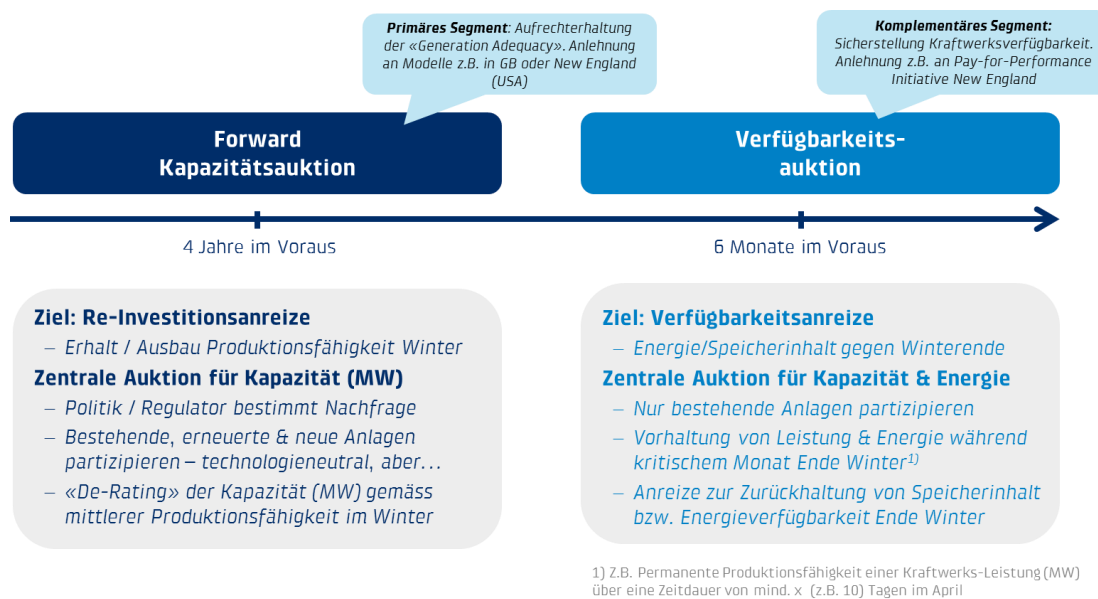 Primäres Segment: Aufrechterhaltung
der «Generation Adequacy». Anlehnung
an Modelle z.B. in GB oder New England
(USA)
Komplementäres Segment:
Sicherstellung Kraftwerksverfügbarkeit.
Anlehnung z.B. an Pay-for-Performance
Initiative New England
Forward
Kapazitätsauktion
Verfügbarkeits-
auktion
4 Jahre im Voraus
6 Monate im Voraus
Ziel: Re-Investitionsanreize
– Erhalt / Ausbau Produktionsfähigkeit Winter
Zentrale Auktion für Kapazität (MW)
– Politik / Regulator bestimmt Nachfrage
– Bestehende, erneuerte & neue Anlagen
partizipieren – technologieneutral, aber…
– «De-Rating» der Kapazität (MW) gemäss
mittlerer Produktionsfähigkeit im Winter
Ziel: Verfügbarkeitsanreize
– Energie/Speicherinhalt gegen Winterende
Zentrale Auktion für Kapazität & Energie
– Nur bestehende Anlagen partizipieren
– Vorhaltung von Leistung & Energie während
kritischem Monat Ende Winter1)
– Anreize zur Zurückhaltung von Speicherinhalt
bzw. Energieverfügbarkeit Ende Winter
1) Z.B. Permanente Produktionsfähigkeit einer Kraftwerks-Leistung (MW)
über eine Zeitdauer von mind. x (z.B. 10) Tagen im April